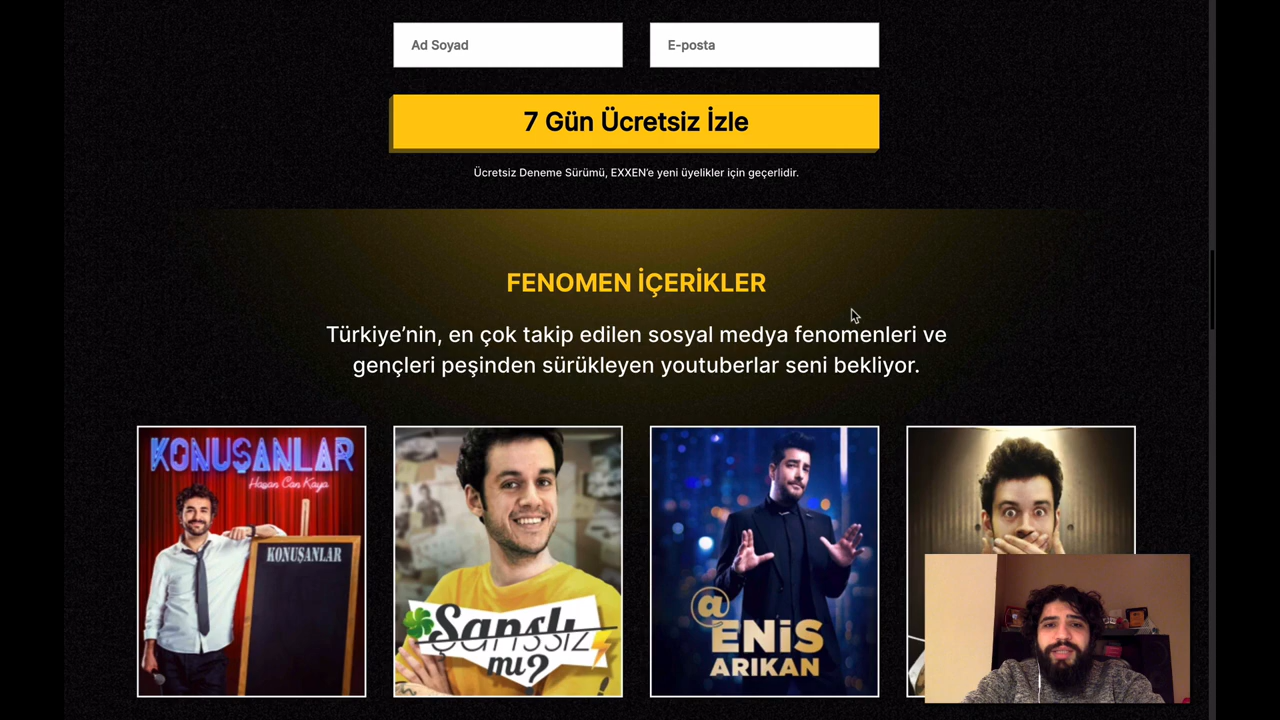 Ad Soyad
E-posta
7 Gün Ücretsiz İzle
Ücretsiz Deneme Sürümü, EXXEN'e yeni üyelikler için geçerlidir.
FENOMEN İÇERİKLER
Türkiye'nin, en çok takip edilen sosyal medya fenomenleri ve
gençleri peşinden sürükleyen youtuberlar seni bekliyor.
KONUŞANLAR
Hasan Can Kaya
KONUŞANLAR
Şanslı
Şanssız
mı?
@
ENiS
ARIKAN